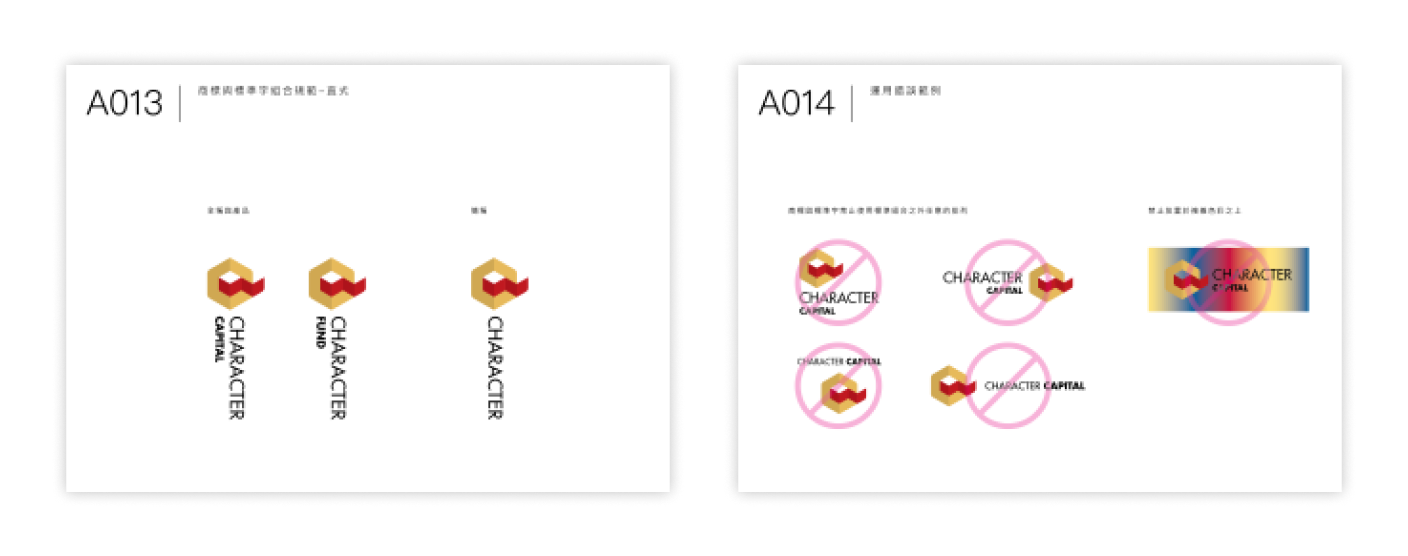 A013
商標與標準字組合規範-直式
全稱與產品
簡稱
CHARACTER
CAPITAL
CHARACTER
FUND
CHARACTER
A014
運用錯誤範例
商標與標準字禁止使用標準組合之外任意的排列
禁止放置於複雜色彩之上
CHARACTER
CAPITAL
CHARACTER
CAPITAL
CHARACTER
CAPITAL
CHARACTER CAPITAL
CHARACTER CAPITAL